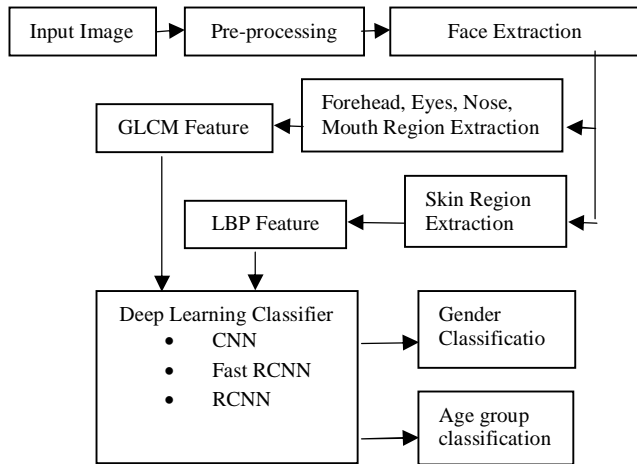 Input Image
Pre-processing
Face Extraction
Forehead, Eyes, Nose,
Mouth Region Extraction
GLCM Feature
Skin Region
Extraction
LBP Feature
Deep Learning Classifier
• CNN
• Fast RCNN
• RCNN
Gender
Classificatio
Age group
classification